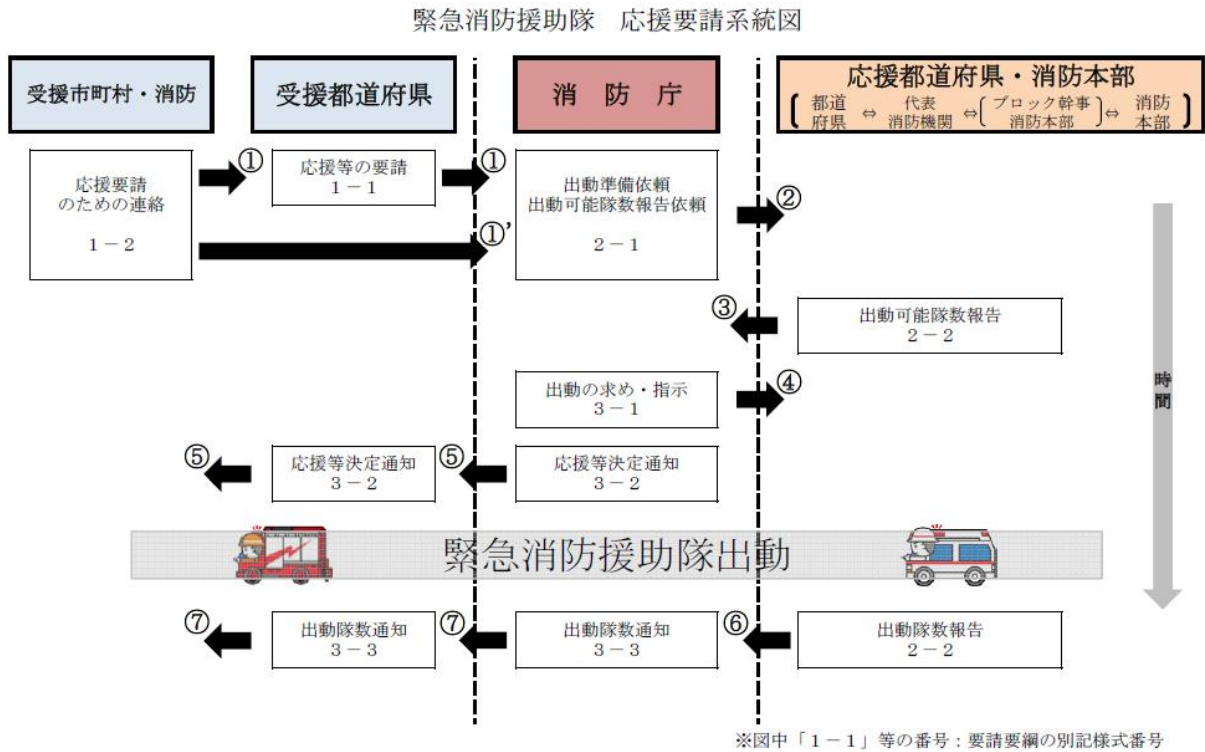 緊急消防援助隊　応援要請系統図
受援市町村・消防
受援都道府県
消　防　庁
応援都道府県・消防本部
都道府県 ⇔ 代表消防機関 ⇔ ブロック幹事消防本部 ⇔ 消防本部
応援要請
のための連絡
1－2
①
応援等の要請
1－1
①
①’
出動準備依頼
出動可能隊数報告依頼
2－1
②
時間
③
出動可能隊数報告
2－2
出動の求め・指示
3－1
④
⑤
応援等決定通知
3－2
⑤
応援等決定通知
3－2
緊急消防援助隊出動
⑦
出動隊数通知
3－3
⑦
出動隊数通知
3－3
⑥
出動隊数報告
2－2
※図中「1－1」等の番号：要請要綱の別記様式番号